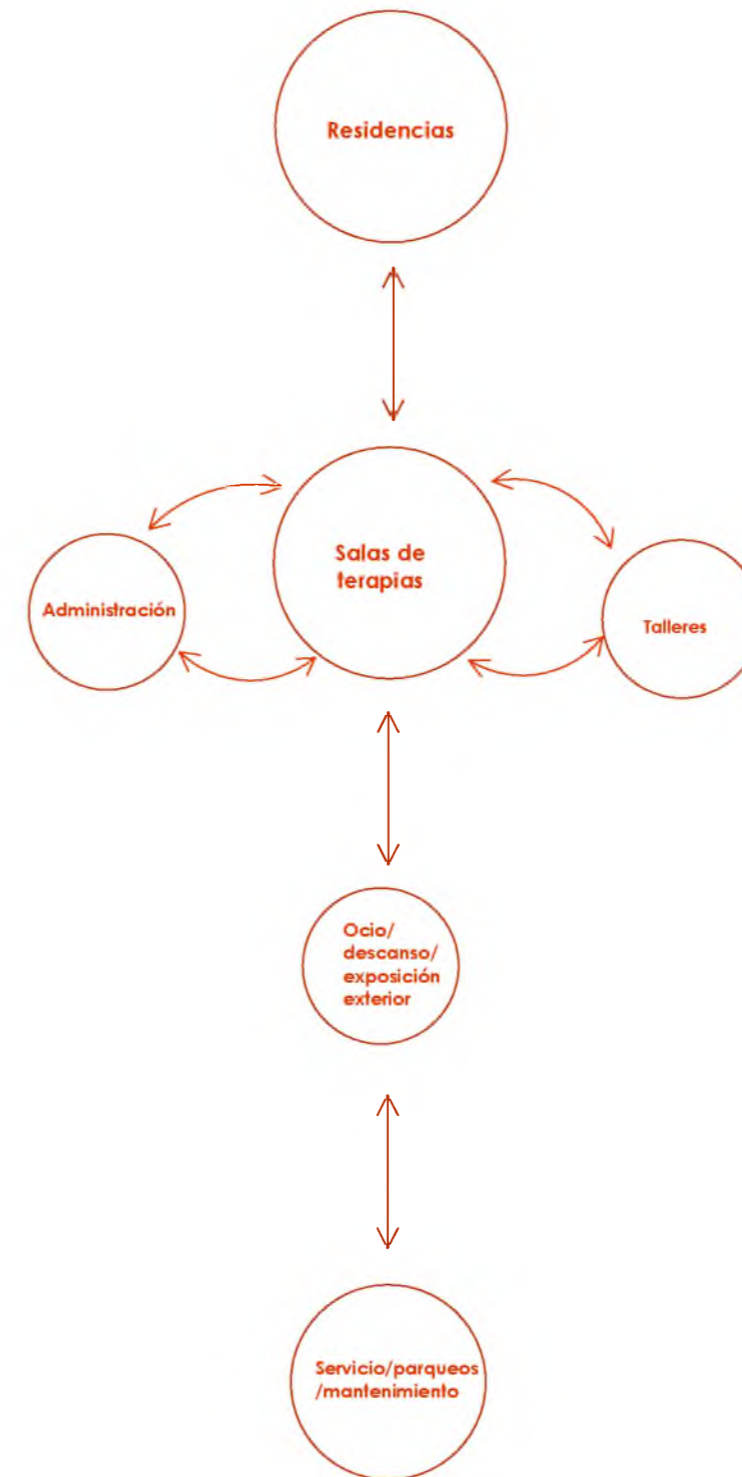 Residencias
Salas de
terapias
Administración
Talleres
Ocio/
descanso/
exposición
exterior
Servicio/parqueos
/mantenimiento